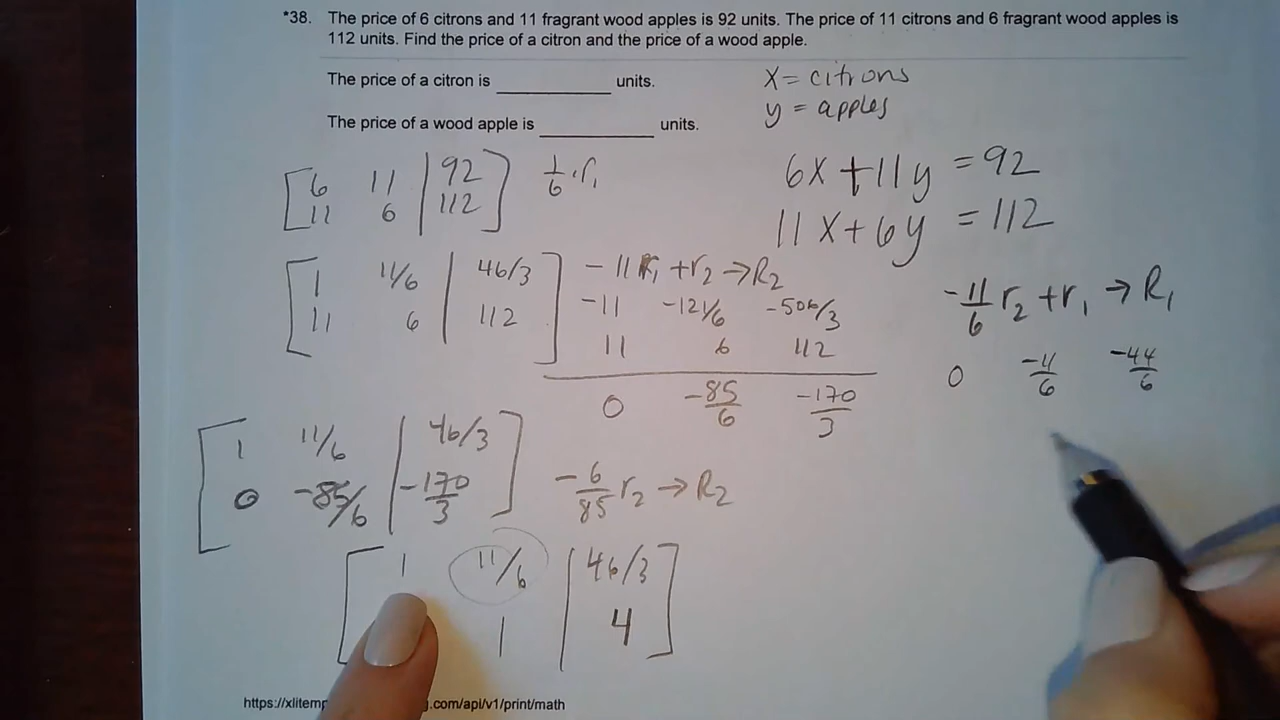 *38. The price of 6 citrons and 11 fragrant wood apples is 92 units. The price of 11 citrons and 6 fragrant wood apples is
112 units. Find the price of a citron and the price of a wood apple.
The price of a citron is ____________ units.
The price of a wood apple is ____________ units.
x = citrons
y = apples
6x + 11y = 92
11x + 6y = 112
[6 11 | 92] 1/6 · r₁
[11 6 | 112]
[1 11/6 | 46/3] -11r₁ + r₂ → R₂
[11 6 | 112]
-11 -121/6 -506/3
11 6 112
0 -85/6 -170/3
[1 11/6 | 46/3]
[0 -85/6 | -170/3] -6/85 r₂ → R₂
[1 11/6 | 46/3]
[1 | 4]
-11/6 r₂ + r₁ → R₁
0 -11/6 -44/6
https://xlitemp
g.com/api/v1/print/math